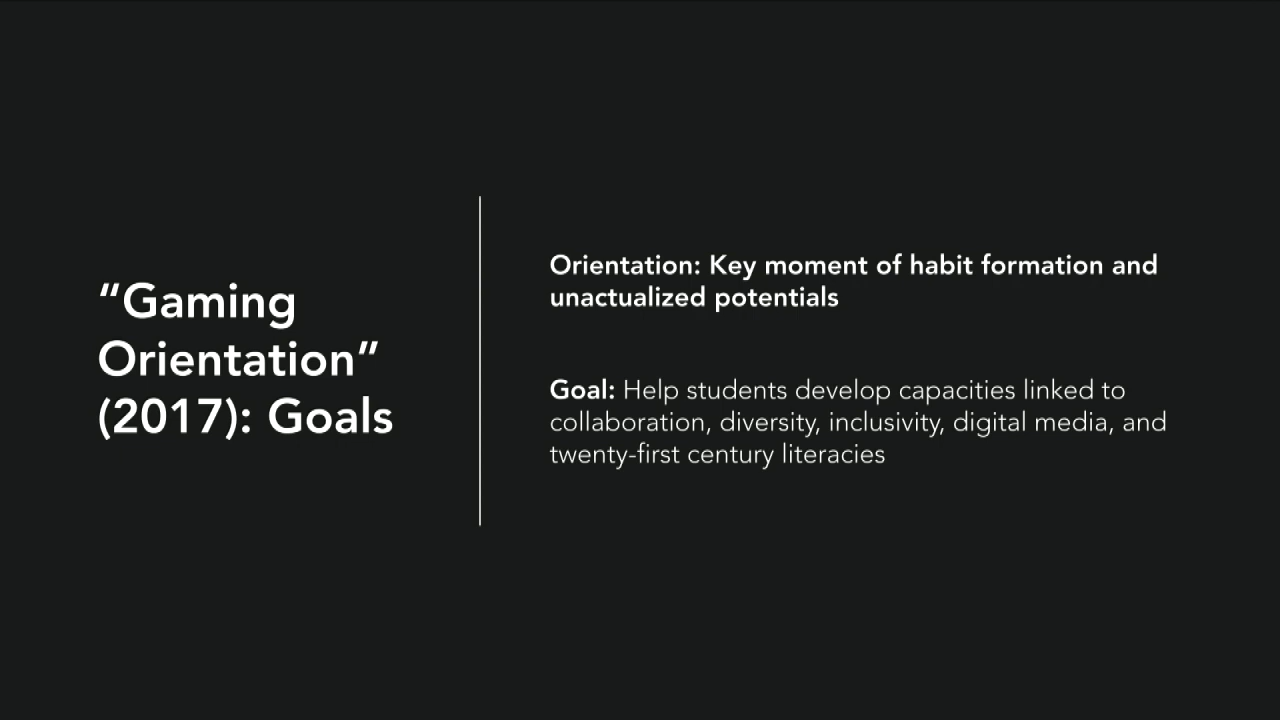 “Gaming
Orientation”
(2017): Goals
Orientation: Key moment of habit formation and
unactualized potentials
Goal: Help students develop capacities linked to
collaboration, diversity, inclusivity, digital media, and
twenty-first century literacies